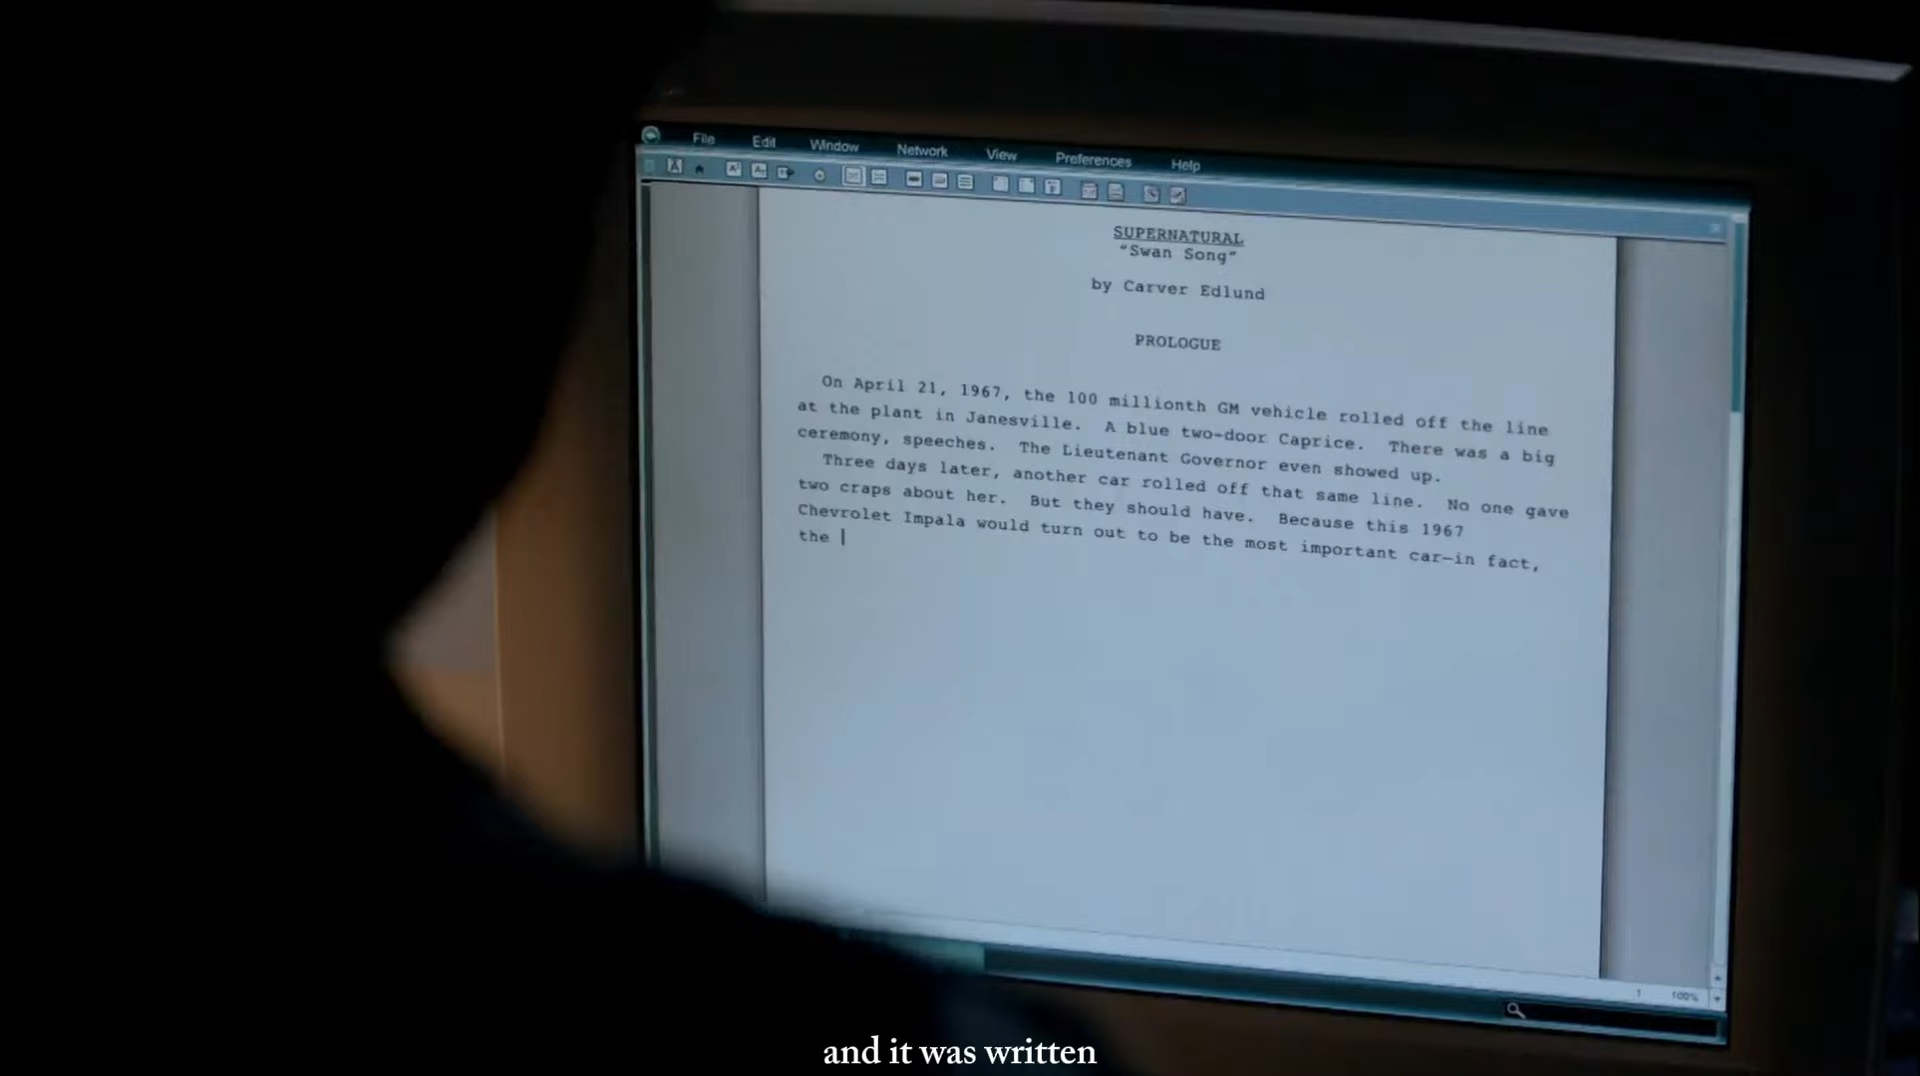 File Edit Window Network View Preferences Help
SUPERNATURAL
"Swan Song"
by Carver Edlund
PROLOGUE
On April 21, 1967, the 100 millionth GM vehicle rolled off the line
at the plant in Janesville. A blue two-door Caprice. There was a big
ceremony, speeches. The Lieutenant Governor even showed up.
Three days later, another car rolled off that same line. No one gave
two craps about her. But they should have. Because this 1967
Chevrolet Impala would turn out to be the most important car—in fact,
the
1 100%
and it was written